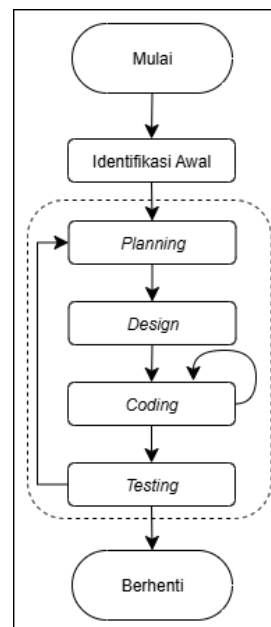 Mulai
Identifikasi Awal
Planning
Design
Coding
Testing
Berhenti